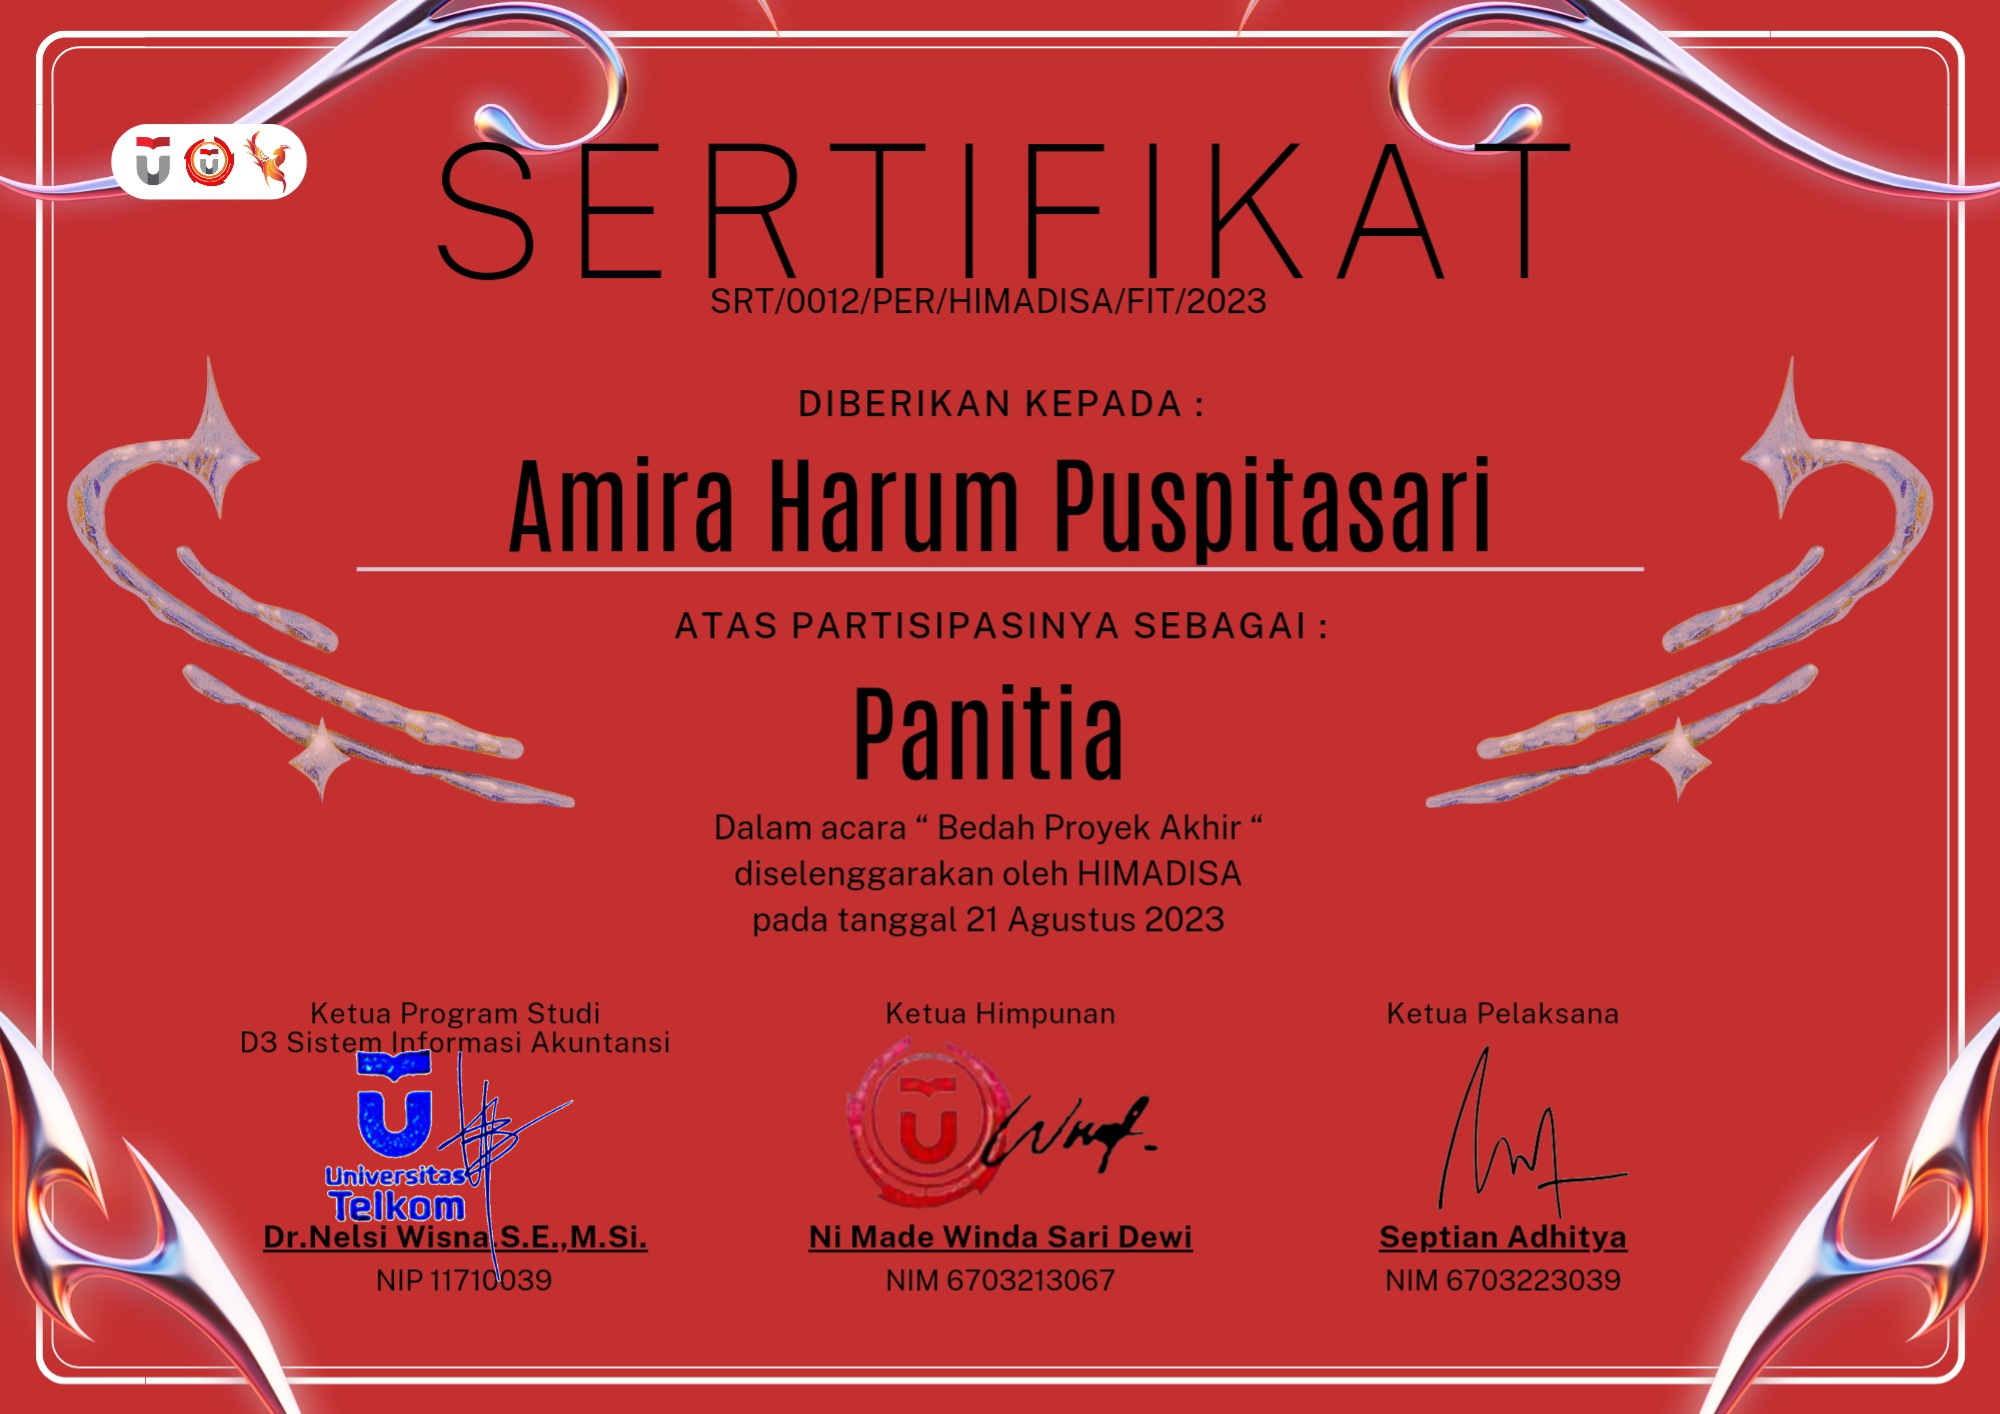 SERTIFIKAT
SRT/0012/PER/HIMADISA/FIT/2023
DIBERIKAN KEPADA :
Amira Harum Puspitasari
ATAS PARTISIPASINYA SEBAGAI :
Panitia
Dalam acara “ Bedah Proyek Akhir “
diselenggarakan oleh HIMADISA
pada tanggal 21 Agustus 2023
Ketua Program Studi
D3 Sistem Informasi Akuntansi
Universitas
Telkom
Dr.Nelsi Wisna.S.E.,M.Si.
NIP 11710039
Ketua Himpunan
Ni Made Winda Sari Dewi
NIM 6703213067
Ketua Pelaksana
Septian Adhitya
NIM 6703223039